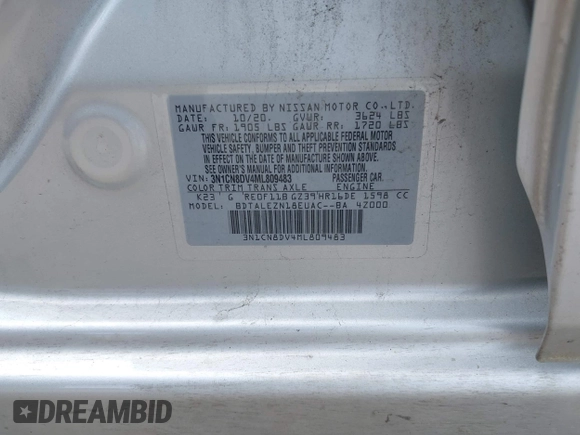 MANUFACTURED BY NISSAN MOTOR CO.,LTD.
DATE: 10/20. GVWR: 3624 LBS
GAWR FR: 1905 LBS GAWR RR: 1720 LBS
THIS VEHICLE CONFORMS TO ALL APPLICABLE FEDERAL MOTOR
VEHICLE SAFETY, BUMPER AND THEFT PREVENTION STANDARDS
IN EFFECT ON THE DATE OF MANUFACTURE SHOWN ABOVE.
SEE OWNER'S MANUAL FOR ADDITIONAL INFORMATION.
VIN: 3N1CN8DV4ML809483 PASSENGER CAR.
COLOR TRIM TRANS AXLE ENGINE
K23 G RE0F11B GZ39 HR16DE 1598 CC
MODEL: BDTALEZN18EUAC--BA 4Z000
3N1CN8DV4ML809483
DREAMBID